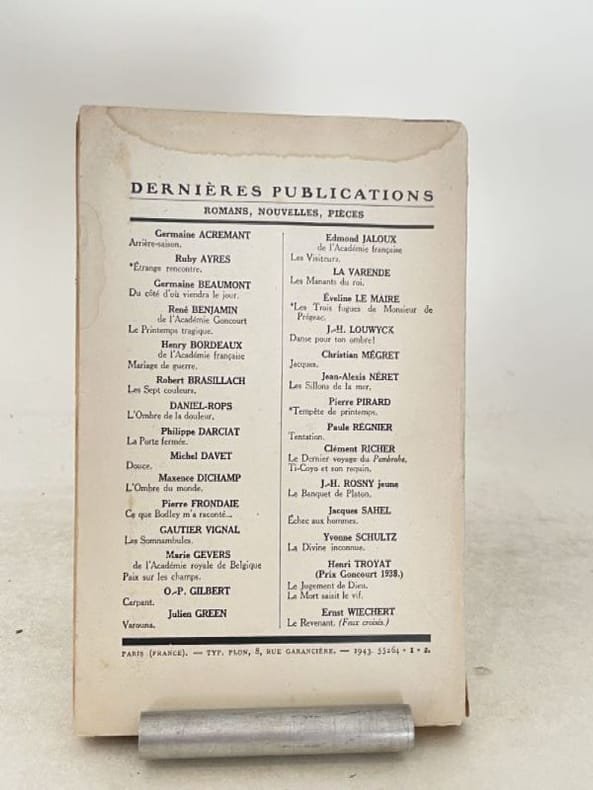 DERNIÈRES PUBLICATIONS
ROMANS, NOUVELLES, PIÈCES
Germaine ACREMANT
Arrière-saison.
Ruby AYRES
*Étrange rencontre.
Germaine BEAUMONT
Du côté d'où viendra le jour.
René BENJAMIN
de l'Académie Goncourt
Le Printemps tragique.
Henry BORDEAUX
de l'Académie française
Mariage de guerre.
Robert BRASILLACH
Les Sept couleurs.
DANIEL-ROPS
L'Ombre de la douleur.
Philippe DARCIAT
La Porte fermée.
Michel DAVET
Douce.
Maxence DICHAMP
L'Ombre du monde.
Pierre FRONDAIE
Ce que Bodley m'a raconté...
GAUTIER VIGNAL
Les Somnambules.
Marie GEVERS
de l'Académie royale de Belgique
Paix sur les champs.
O.-P. GILBERT
Carpant.
Julien GREEN
Varouna.
Edmond JALOUX
de l'Académie française
Les Visiteurs.
LA VARENDE
Les Manants du roi.
Éveline LE MAIRE
*Les Trois fugues de Monsieur de
Prégnac.
J.-H. LOUWYCK
Danse pour ton ombre!
Christian MÉGRET
Jacques.
Jean-Alexis NÉRET
Les Sillons de la mer.
Pierre PIRARD
*Tempête de printemps.
Paule RÉGNIER
Tentation.
Clément RICHER
Le Dernier voyage du Pembroke.
Ti-Coyo et son requin.
J.-H. ROSNY jeune
Le Banquet de Platon.
Jacques SAHEL
Échec aux hommes.
Yvonne SCHULTZ
La Divine inconnue.
Henri TROYAT
(Prix Goncourt 1938.)
Le Jugement de Dieu.
La Mort saisit le vif.
Ernst WIECHERT
Le Revenant. (Feux croisés.)
PARIS (FRANCE). — TYP. PLON, 8, RUE GARANCIÈRE. — 1943. 55264 • I • 2.